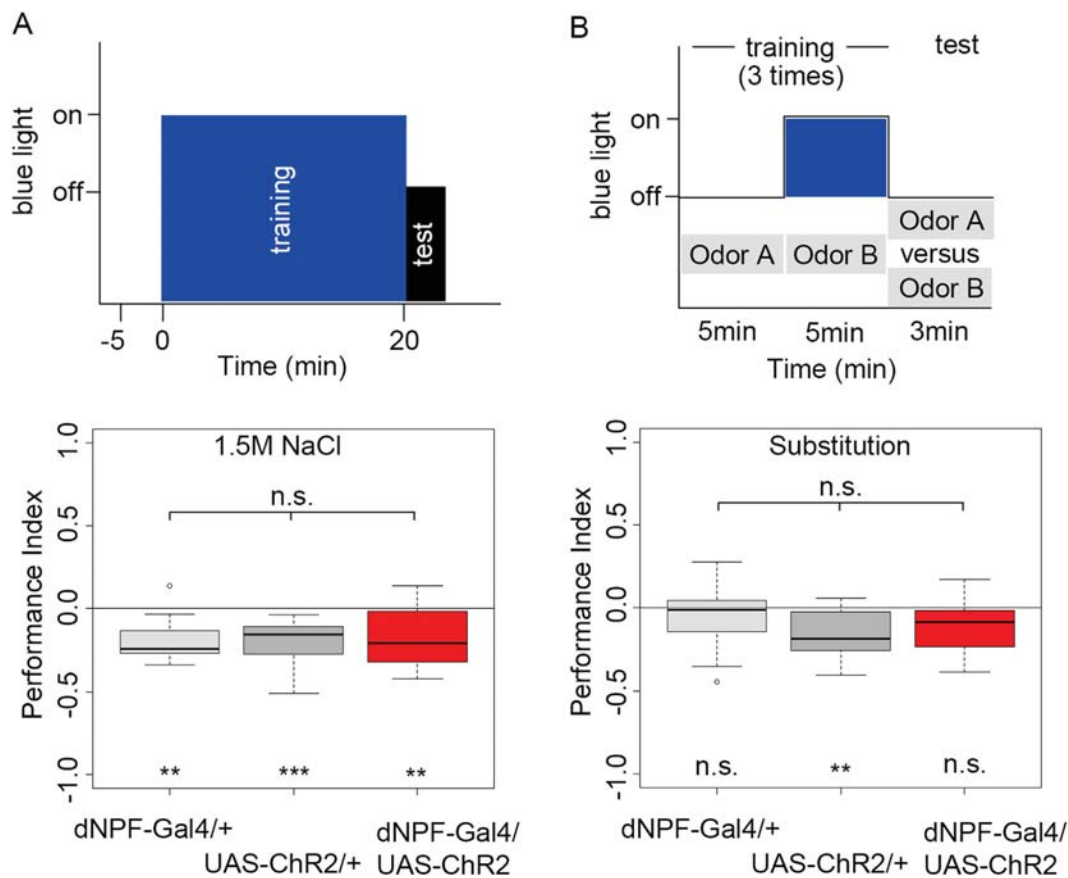 A
blue light
on
off
training
test
-5
0
20
Time (min)
1.5M NaCl
n.s.
Performance Index
1.0
0.5
0.0
-0.5
-1.0
**
***
**
dNPF-Gal4/+
UAS-ChR2/+
dNPF-Gal4/
UAS-ChR2
B
training
(3 times)
test
blue light
on
off
Odor A
Odor B
Odor A
versus
Odor B
5min
5min
3min
Time (min)
Substitution
n.s.
Performance Index
1.0
0.5
0.0
-0.5
-1.0
n.s.
**
n.s.
dNPF-Gal4/+
UAS-ChR2/+
dNPF-Gal4/
UAS-ChR2